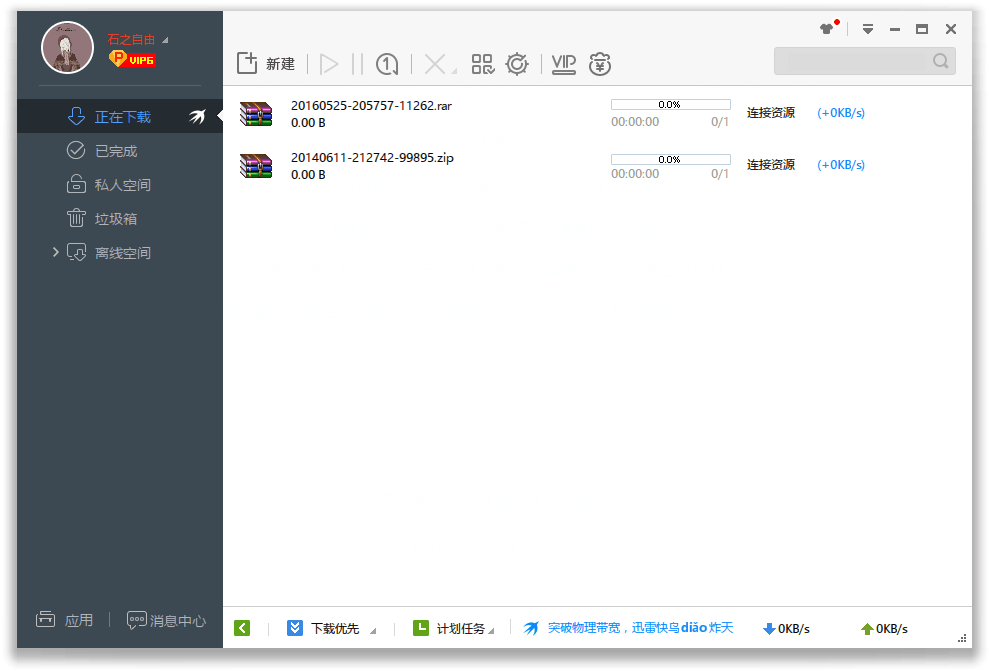 石之自由
VIP6
正在下载
已完成
私人空间
垃圾箱
离线空间
应用
消息中心
新建
1
VIP
20160525-205757-11262.rar
0.00 B
0.0%
00:00:00
0/1
连接资源
(+0KB/s)
20140611-212742-99895.zip
0.00 B
0.0%
00:00:00
0/1
连接资源
(+0KB/s)
下载优先
计划任务
突破物理带宽，迅雷快鸟diǎo炸天
0KB/s
0KB/s